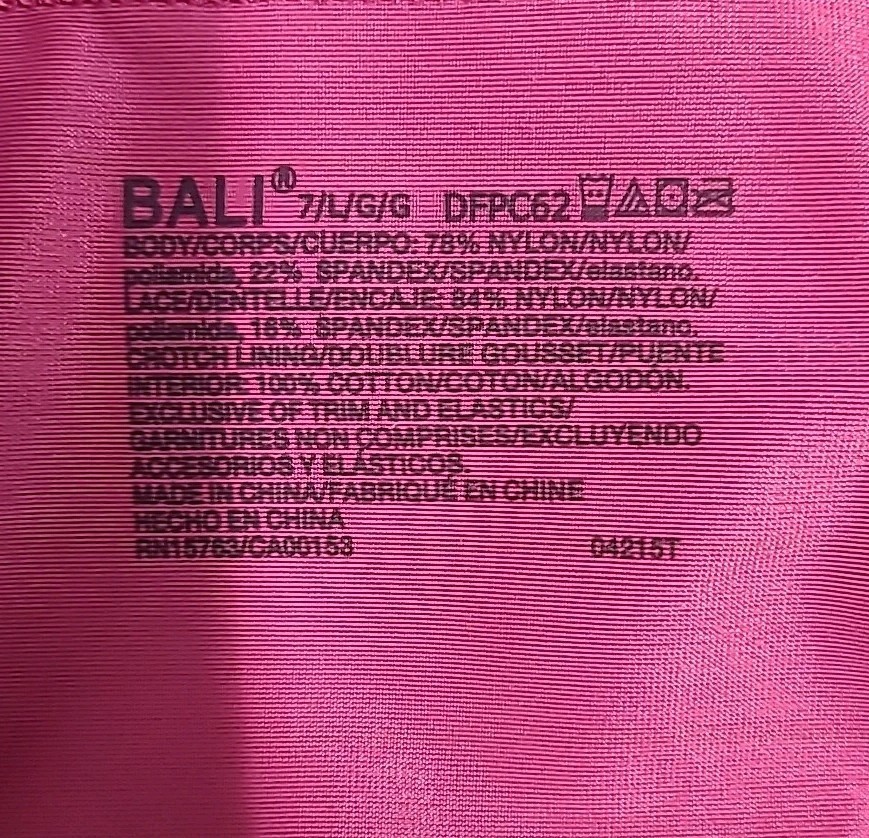 BALI® 7/L/G/G DFPC62
BODY/CORPS/CUERPO: 78% NYLON/NYLON/
poliamida, 22% SPANDEX/SPANDEX/elastano.
LACE/DENTELLE/ENCAJE: 84% NYLON/NYLON/
poliamida, 16% SPANDEX/SPANDEX/elastano.
CROTCH LINING/DOUBLURE GOUSSET/PUENTE
INTERIOR: 100% COTTON/COTON/ALGODÓN.
EXCLUSIVE OF TRIM AND ELASTICS/
GARNITURES NON COMPRISES/EXCLUYENDO
ACCESORIOS Y ELÁSTICOS.
MADE IN CHINA/FABRIQUÉ EN CHINE
HECHO EN CHINA
RN15763/CA00153 04215T